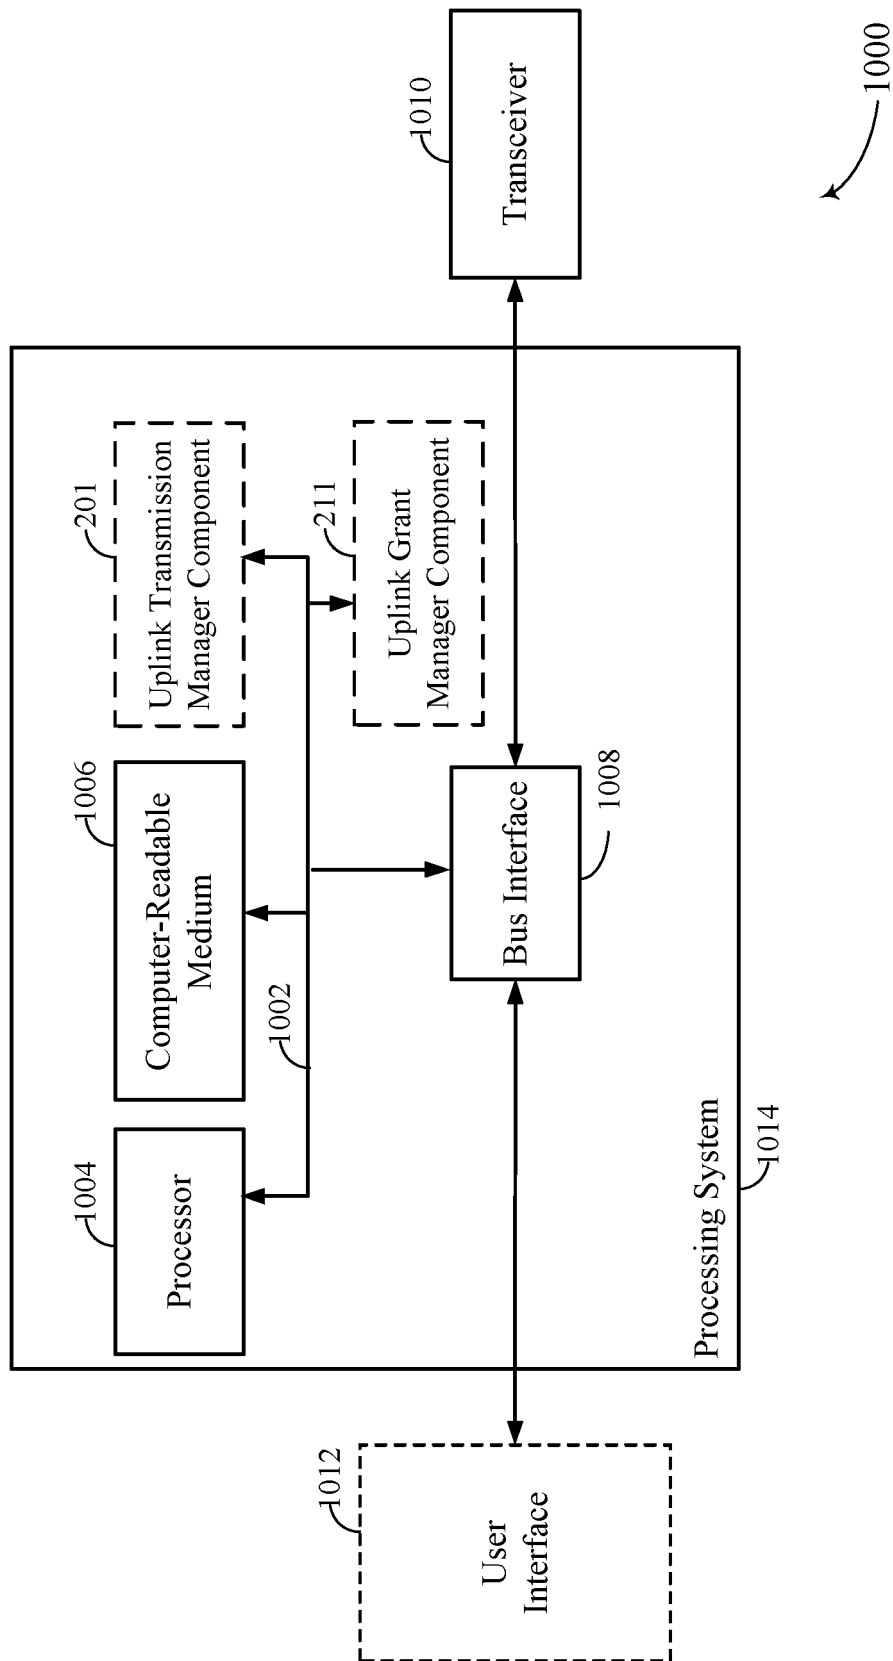 1004
Processor
1006
Computer-Readable
Medium
201
Uplink Transmission
Manager Component
1002
211
Uplink Grant
Manager Component
1012
User
Interface
Bus Interface
1008
1010
Transceiver
Processing System
1014
1000